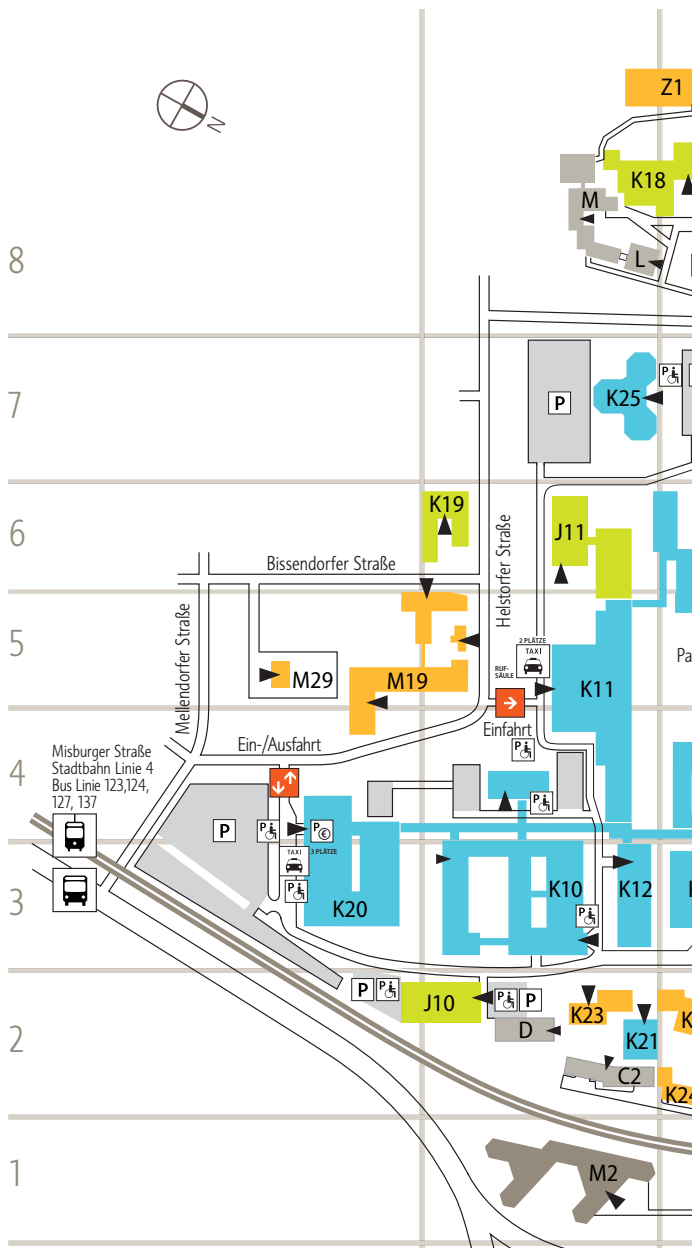 Z1
N
K18
M
8
L
7
P
K25
P
P
K19
6
J11
Bissendorfer Straße
Helstorfer Straße
Mellendorfer Straße
5
2 PLÄTZE
TAXI
RUF-
SÄULE
Pa
M29
M19
K11
Misburger Straße
Stadtbahn Linie 4
Bus Linie 123,124,
127, 137
Ein-/Ausfahrt
Einfahrt
P
4
P
P
P
P€
3 PLÄTZE
TAXI
P
3
K20
K10
K12
P
P
P
J10
P
P
K23
D
K21
K
2
C2
K24
1
M2